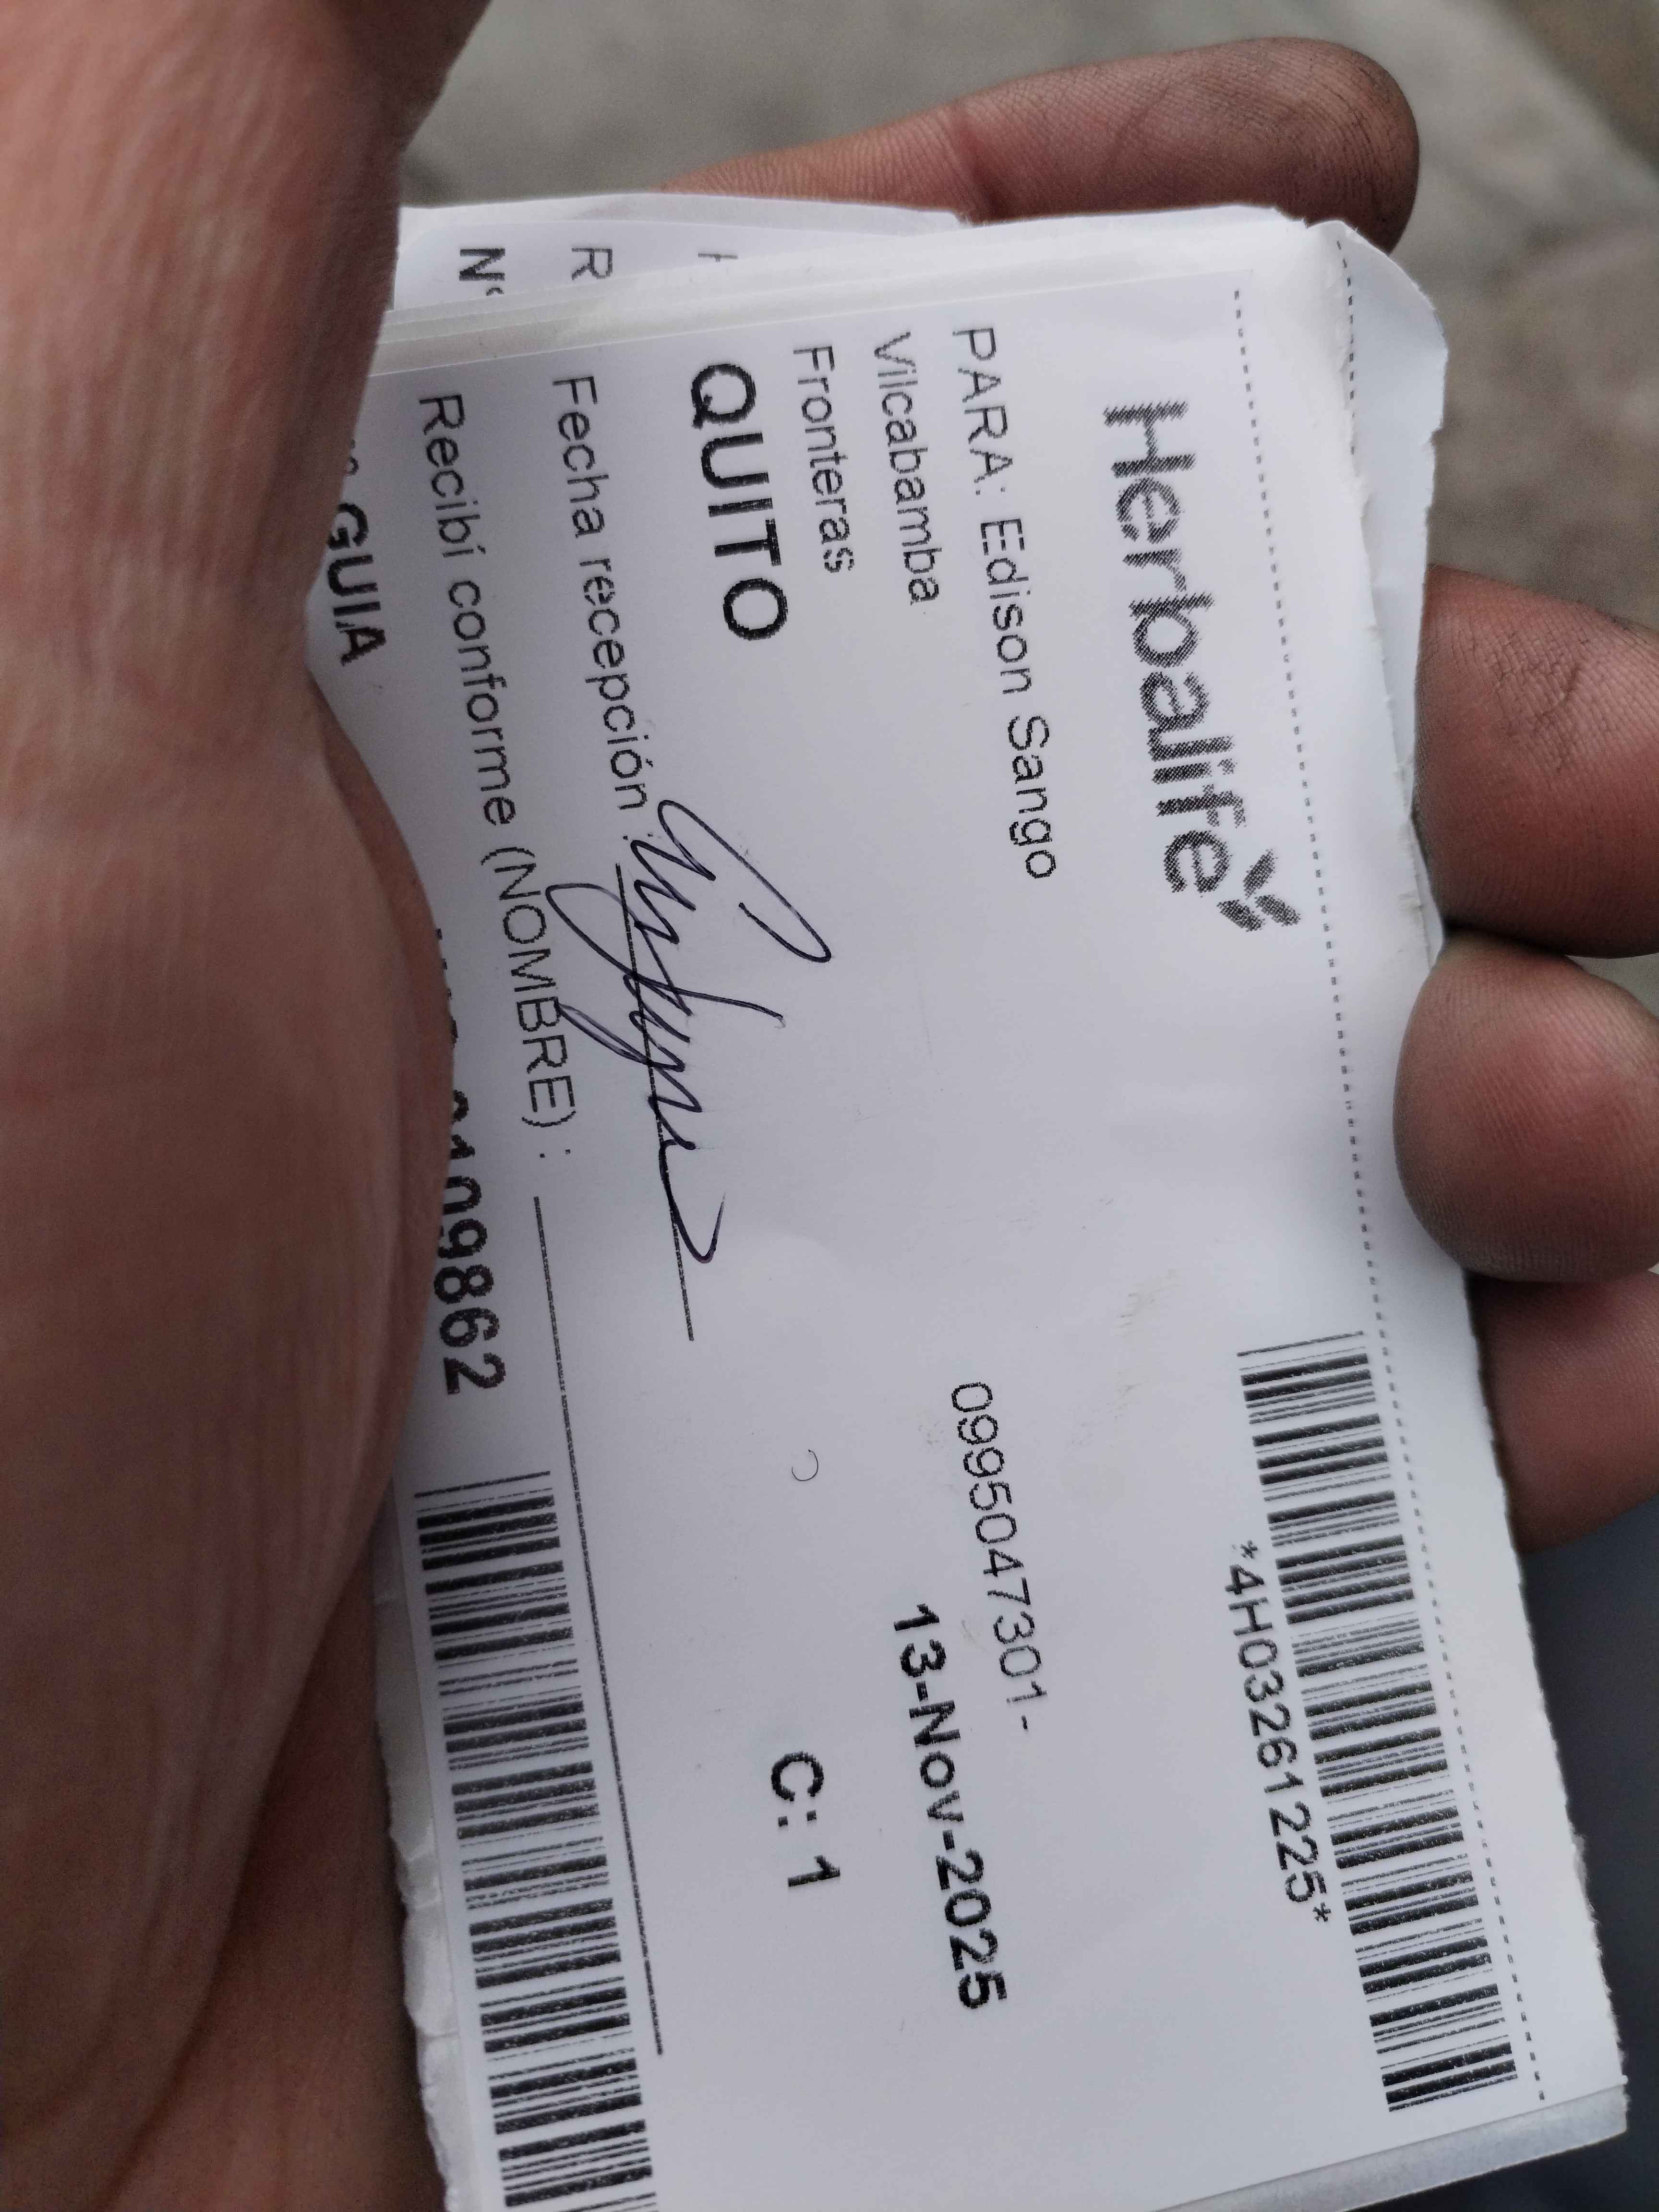 Herbalife
*4H03261225*
PARA: Edison Sango
0995047301-
Vilcabamba
13-Nov-2025
Fronteras
QUITO
C: 1
Fecha recepción :
Recibí conforme (NOMBRE) :
GUIA
9862
R